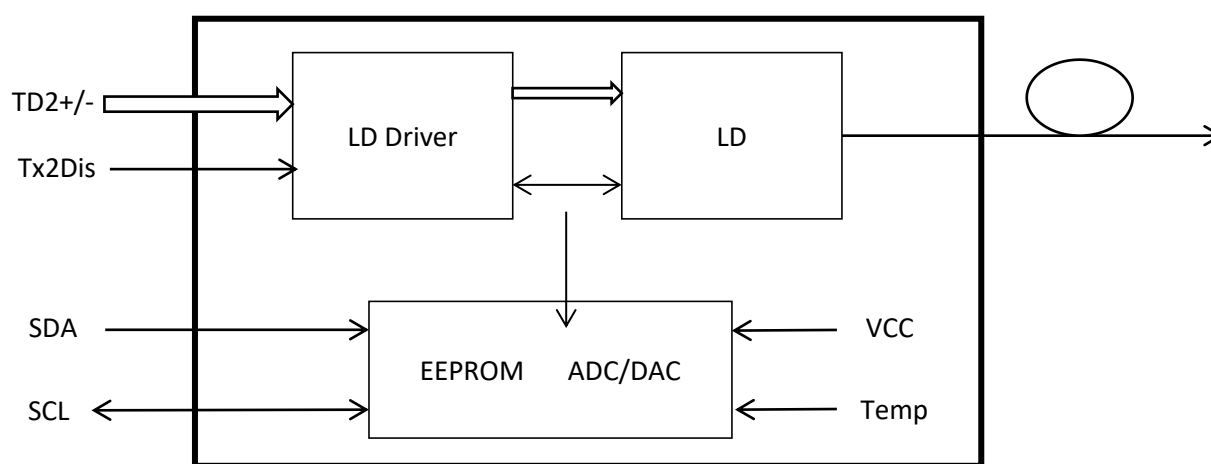 TD2+/-
LD Driver
LD
Tx2Dis
SDA
VCC
EEPROM ADC/DAC
SCL
Temp